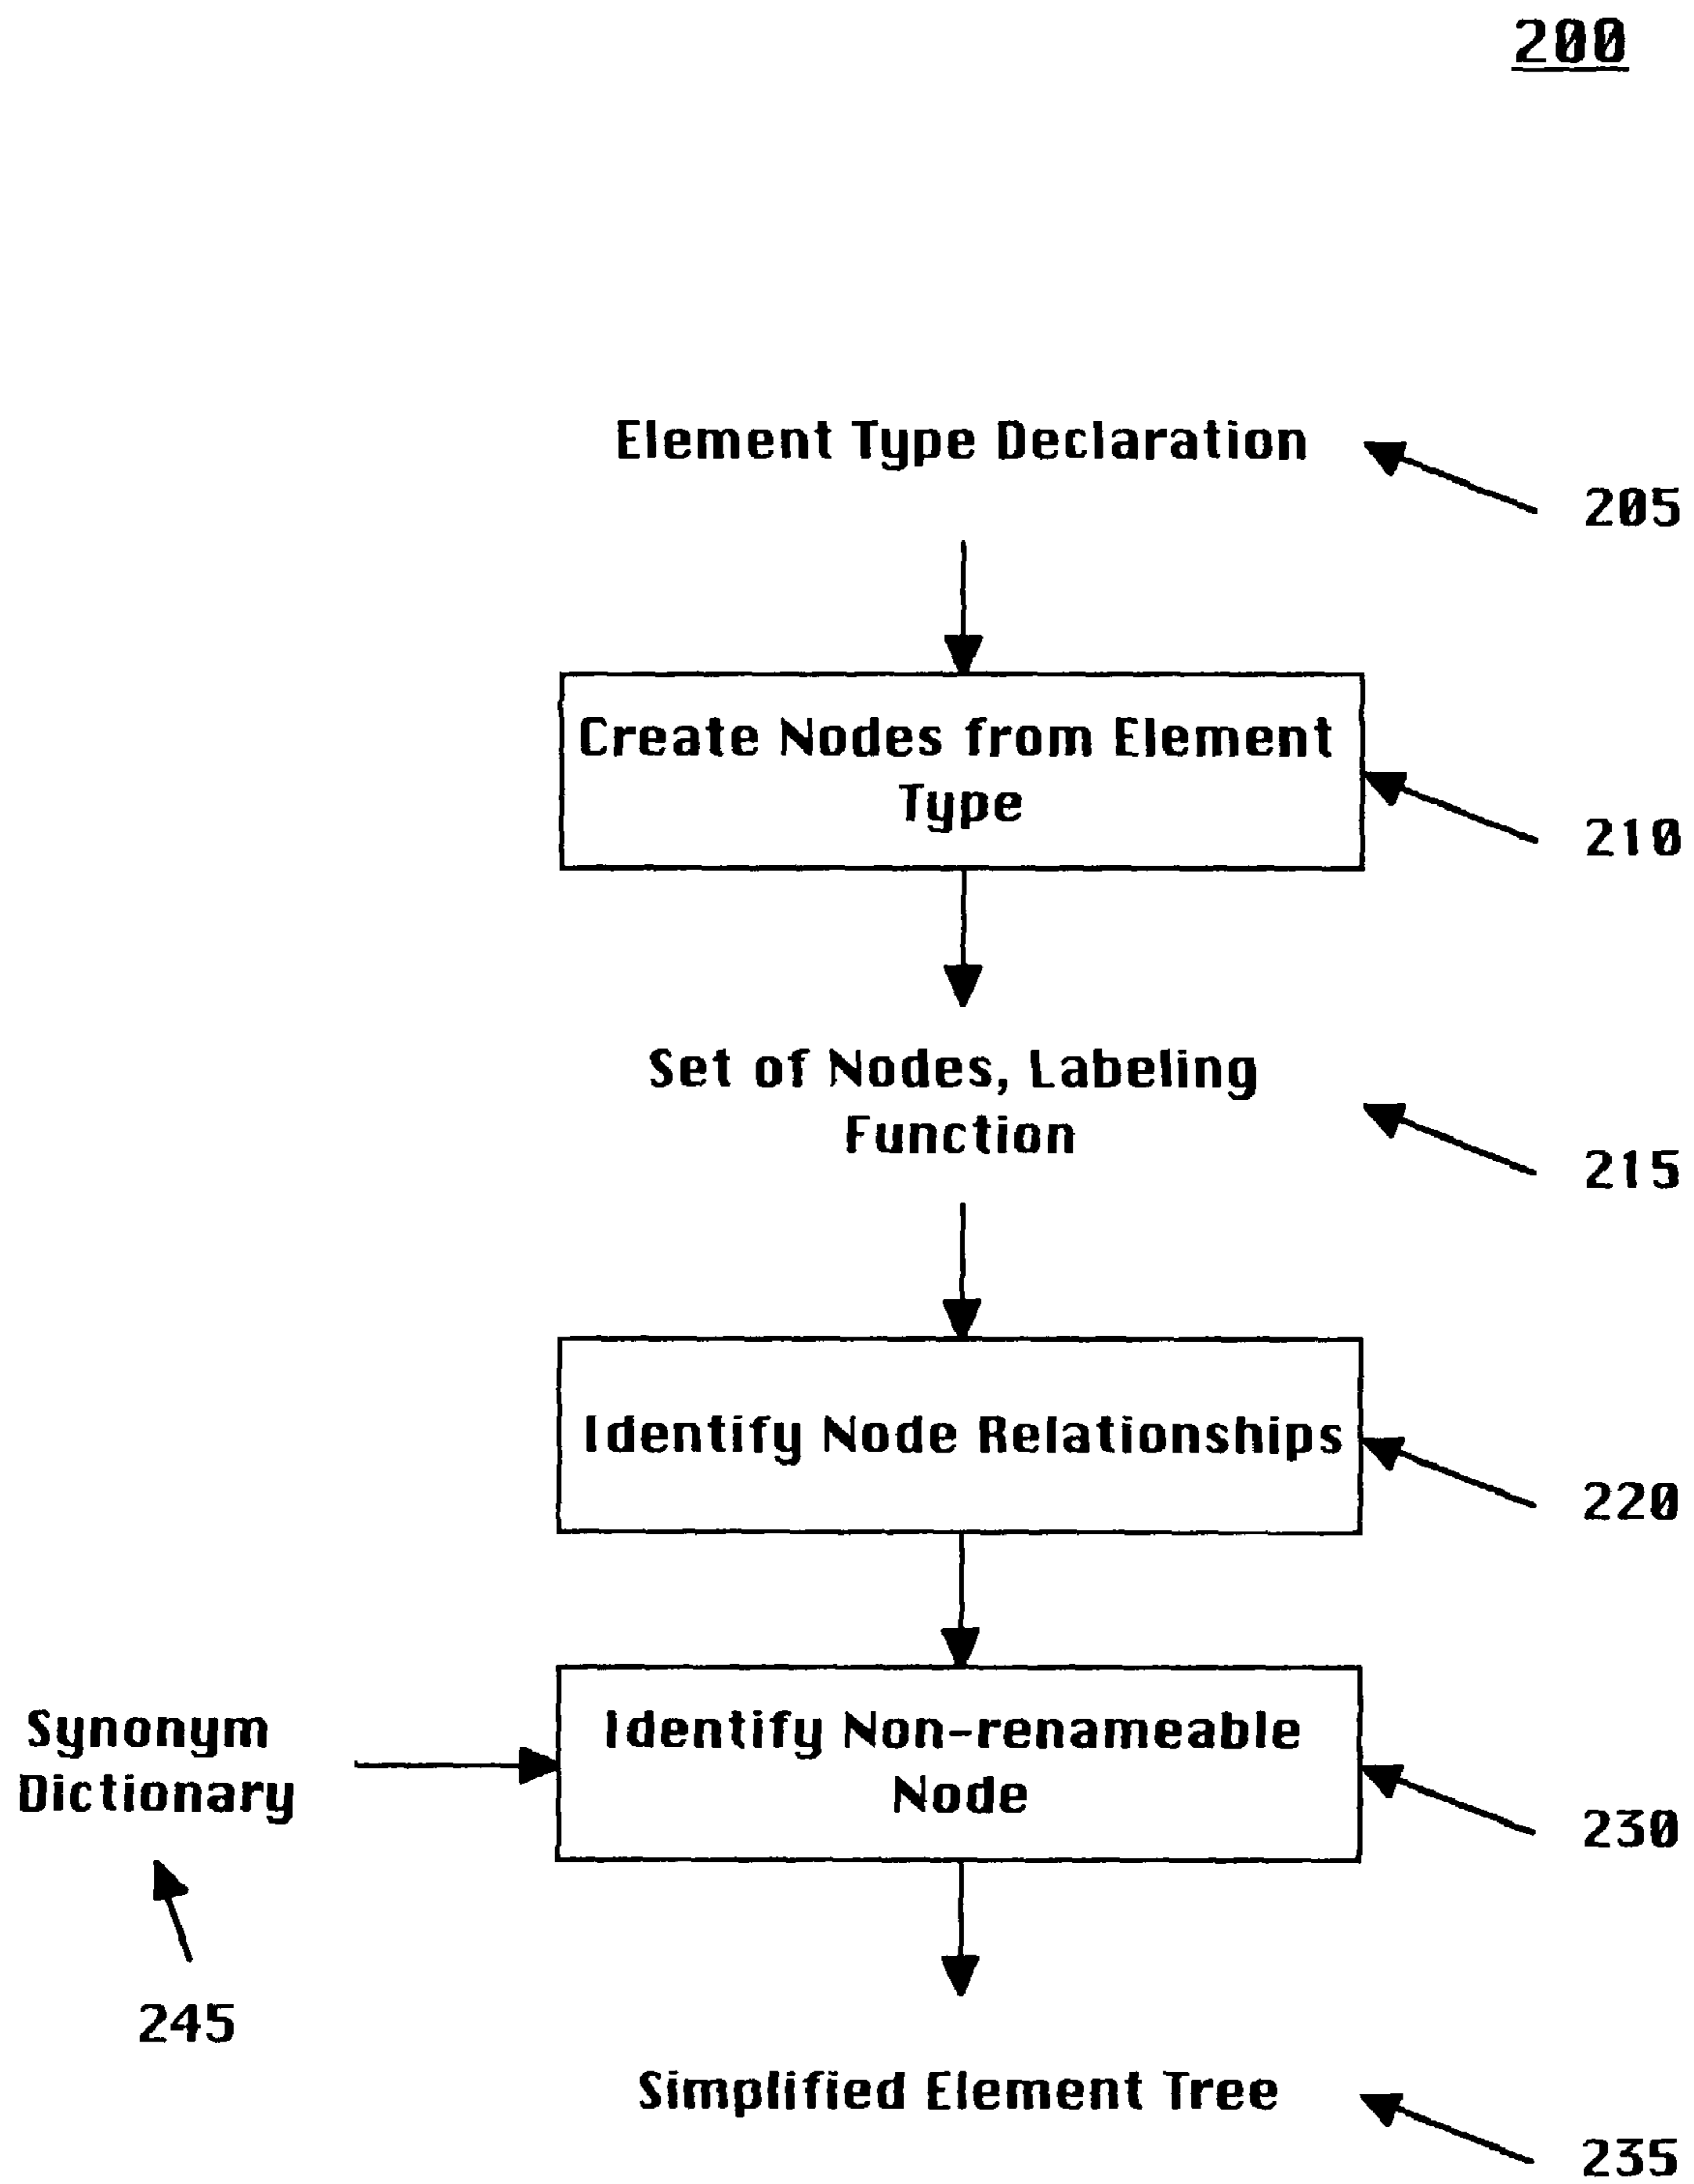 200
Element Type Declaration
205
Create Nodes from Element
Type
210
Set of Nodes, Labeling
Function
215
Identify Node Relationships
220
Synonym
Dictionary
Identify Non-renameable
Node
230
245
Simplified Element Tree
235